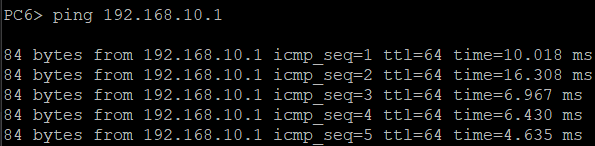 PC6> ping 192.168.10.1
84 bytes from 192.168.10.1 icmp_seq=1 ttl=64 time=10.018 ms
84 bytes from 192.168.10.1 icmp_seq=2 ttl=64 time=16.308 ms
84 bytes from 192.168.10.1 icmp_seq=3 ttl=64 time=6.967 ms
84 bytes from 192.168.10.1 icmp_seq=4 ttl=64 time=6.430 ms
84 bytes from 192.168.10.1 icmp_seq=5 ttl=64 time=4.635 ms